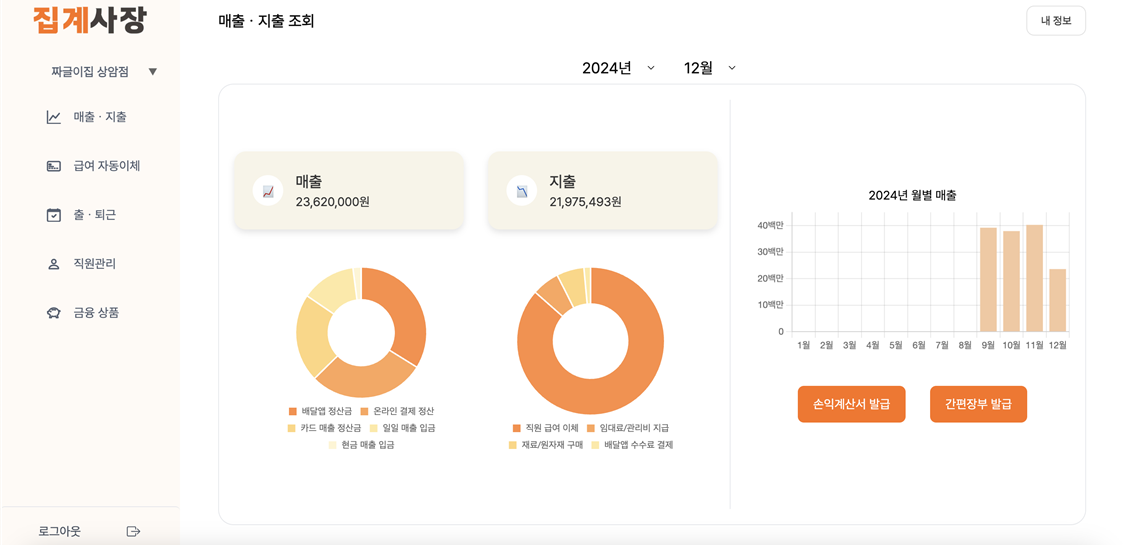 집계사장
짜글이집 상암점 ▼
매출 · 지출
급여 자동이체
출 · 퇴근
직원관리
금융 상품
로그아웃
매출 · 지출 조회
내 정보
2024년 12월
매출
23,620,000원
지출
21,975,493원
배달앱 정산금 온라인 결제 정산
카드 매출 정산금 일일 매출 입금
현금 매출 입금
직원 급여 이체 임대료/관리비 지급
재료/원자재 구매 배달앱 수수료 결제
2024년 월별 매출
40백만
30백만
20백만
10백만
0
1월 2월 3월 4월 5월 6월 7월 8월 9월 10월 11월 12월
손익계산서 발급 간편장부 발급